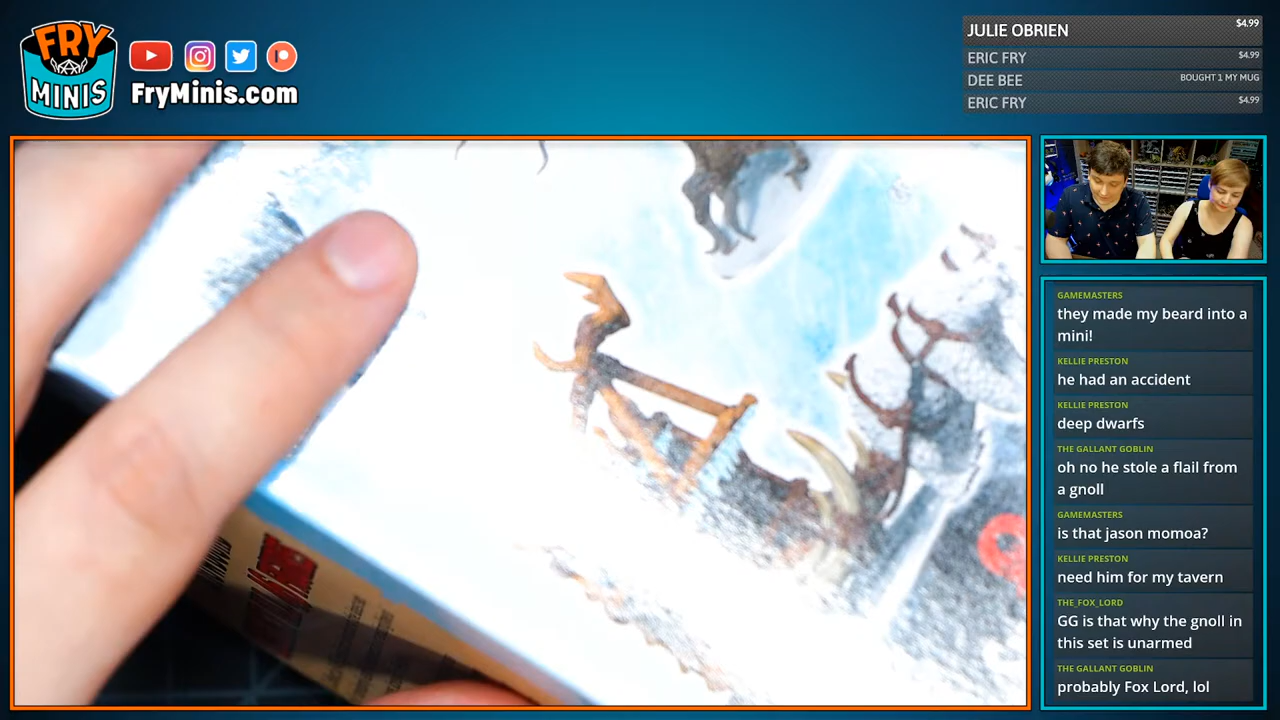 FRY
MINIS
FryMinis.com
JULIE OBRIEN $4.99
ERIC FRY $4.99
DEE BEE BOUGHT 1 MY MUG
ERIC FRY $4.99
GAMEMASTERS
they made my beard into a
mini!
KELLIE PRESTON
he had an accident
KELLIE PRESTON
deep dwarfs
THE GALLANT GOBLIN
oh no he stole a flail from
a gnoll
GAMEMASTERS
is that jason momoa?
KELLIE PRESTON
need him for my tavern
THE_FOX_LORD
GG is that why the gnoll in
this set is unarmed
THE GALLANT GOBLIN
probably Fox Lord, lol